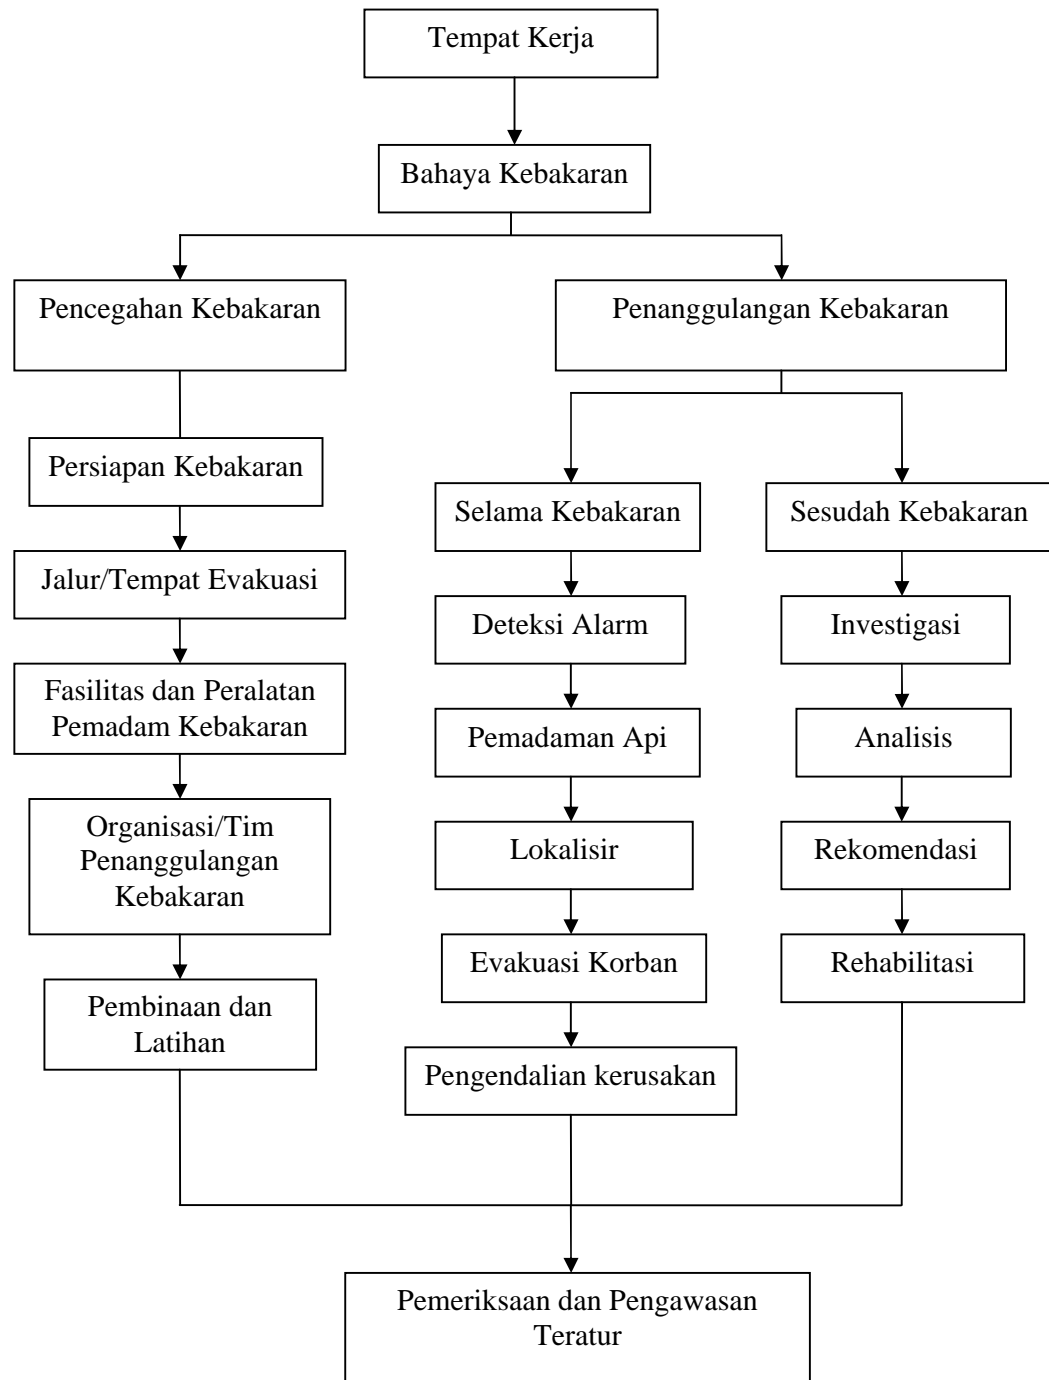 Tempat Kerja
Bahaya Kebakaran
Pencegahan Kebakaran
Penanggulangan Kebakaran
Persiapan Kebakaran
Jalur/Tempat Evakuasi
Fasilitas dan Peralatan
Pemadam Kebakaran
Organisasi/Tim
Penanggulangan
Kebakaran
Pembinaan dan
Latihan
Selama Kebakaran
Deteksi Alarm
Pemadaman Api
Lokalisir
Evakuasi Korban
Pengendalian kerusakan
Sesudah Kebakaran
Investigasi
Analisis
Rekomendasi
Rehabilitasi
Pemeriksaan dan Pengawasan
Teratur